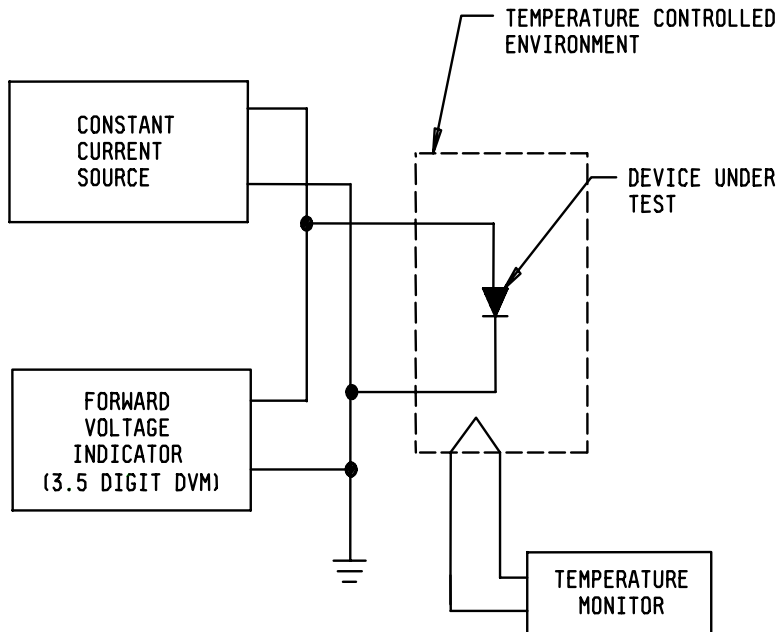 TEMPERATURE CONTROLLED
ENVIRONMENT
CONSTANT
CURRENT
SOURCE
DEVICE UNDER
TEST
FORWARD
VOLTAGE
INDICATOR
(3.5 DIGIT DVM)
TEMPERATURE
MONITOR